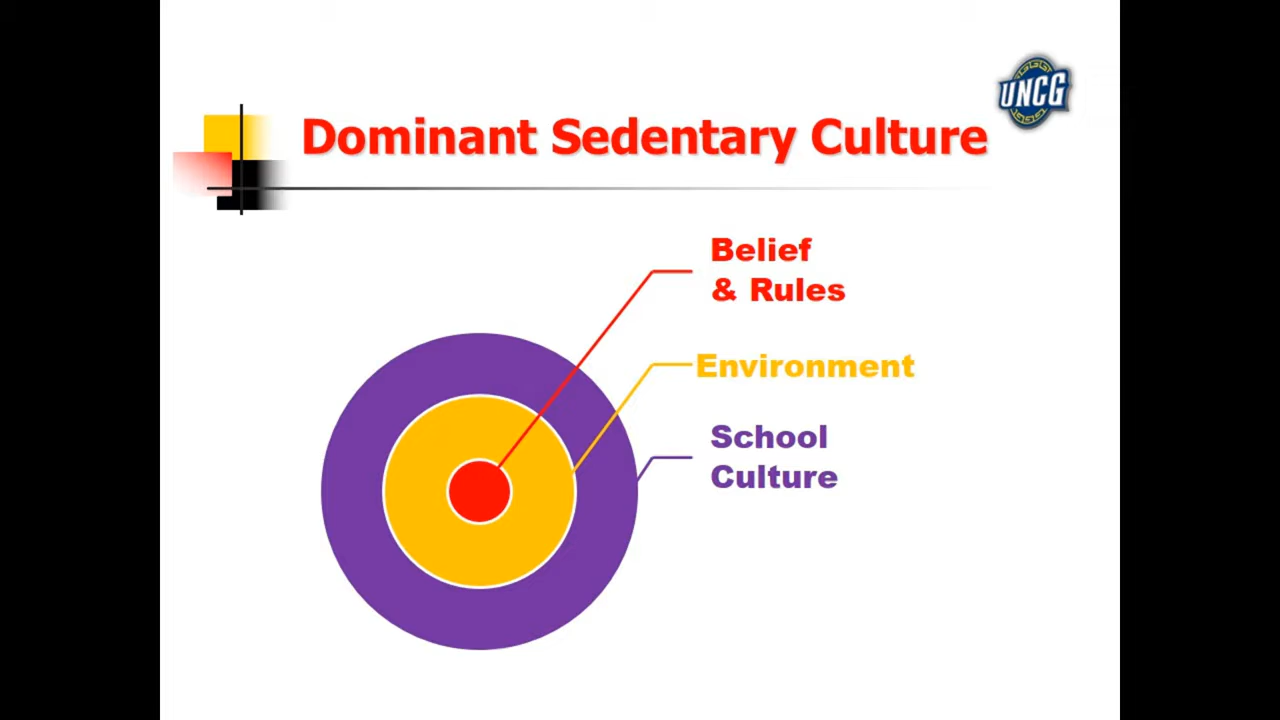 UNCG
Dominant Sedentary Culture
Belief
& Rules
Environment
School
Culture